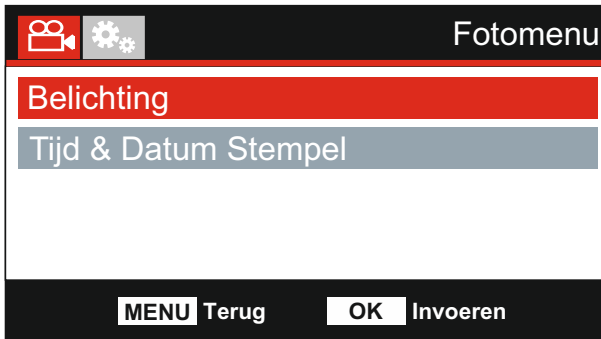 Fotomenu
Belichting
Tijd & Datum Stempel
MENU Terug OK Invoeren